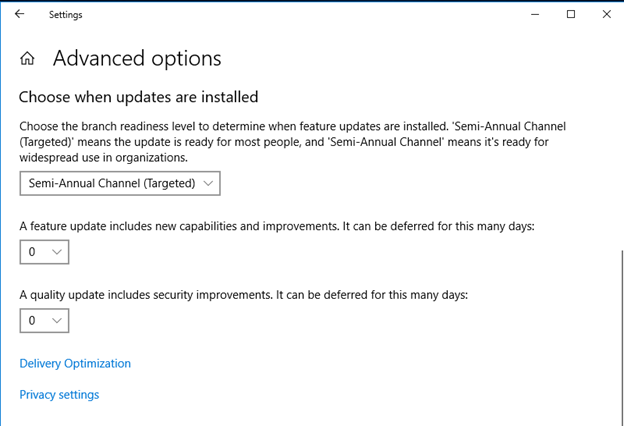 Settings
Advanced options
Choose when updates are installed
Choose the branch readiness level to determine when feature updates are installed. 'Semi-Annual Channel
(Targeted)' means the update is ready for most people, and 'Semi-Annual Channel' means it's ready for
widespread use in organizations.
Semi-Annual Channel (Targeted)
A feature update includes new capabilities and improvements. It can be deferred for this many days:
0
A quality update includes security improvements. It can be deferred for this many days:
0
Delivery Optimization
Privacy settings